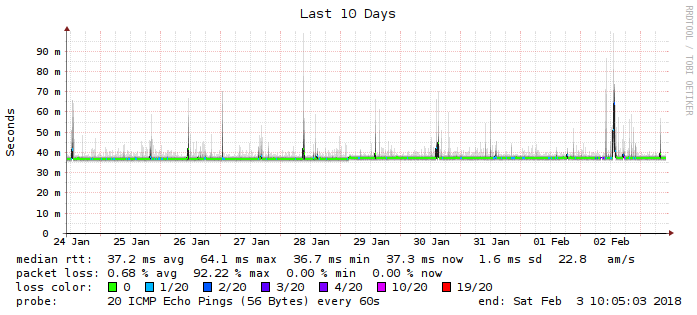 Last 10 Days
RRDTOOL / TOBI OETIKER
Seconds
90 m
80 m
70 m
60 m
50 m
40 m
30 m
20 m
10 m
0
24 Jan 25 Jan 26 Jan 27 Jan 28 Jan 29 Jan 30 Jan 31 Jan 01 Feb 02 Feb
median rtt: 37.2 ms avg 64.1 ms max 36.7 ms min 37.3 ms now 1.6 ms sd 22.8 am/s
packet loss: 0.68 % avg 92.22 % max 0.00 % min 0.00 % now
loss color: 0 1/20 2/20 3/20 4/20 10/20 19/20
probe: 20 ICMP Echo Pings (56 Bytes) every 60s end: Sat Feb 3 10:05:03 2018